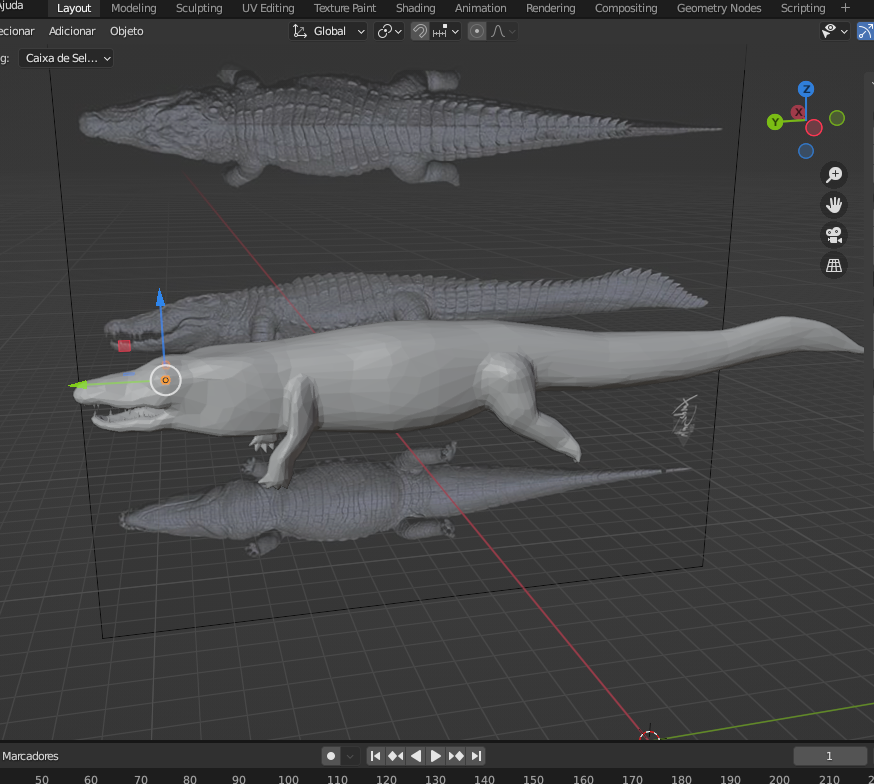 Ajuda Layout Modeling Sculpting UV Editing Texture Paint Shading Animation Rendering Compositing Geometry Nodes Scripting +
ecionar Adicionar Objeto Global
g: Caixa de Sel...
Z
X
Y
Marcadores 1
50 60 70 80 90 100 110 120 130 140 150 160 170 180 190 200 210